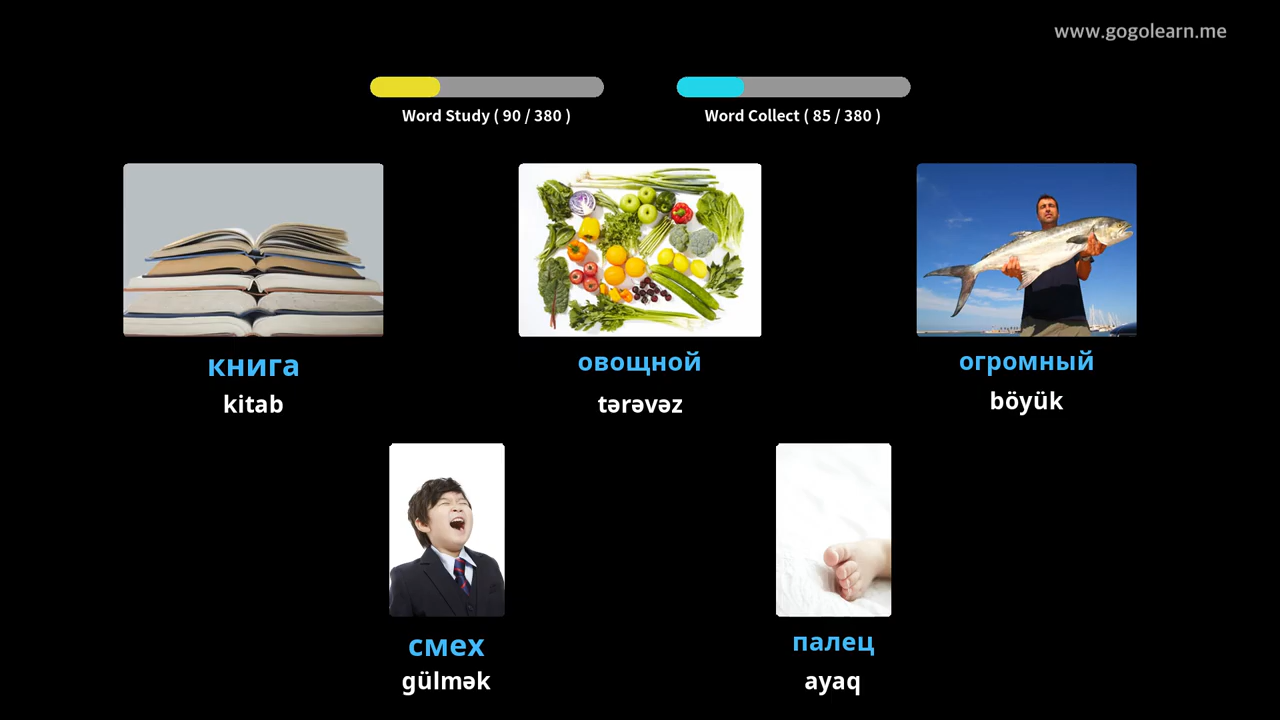 www.gogolearn.me
Word Study ( 90 / 380 )
Word Collect ( 85 / 380 )
книга
kitab
овощной
tərəvəz
огромный
böyük
смех
gülmək
палец
ayaq